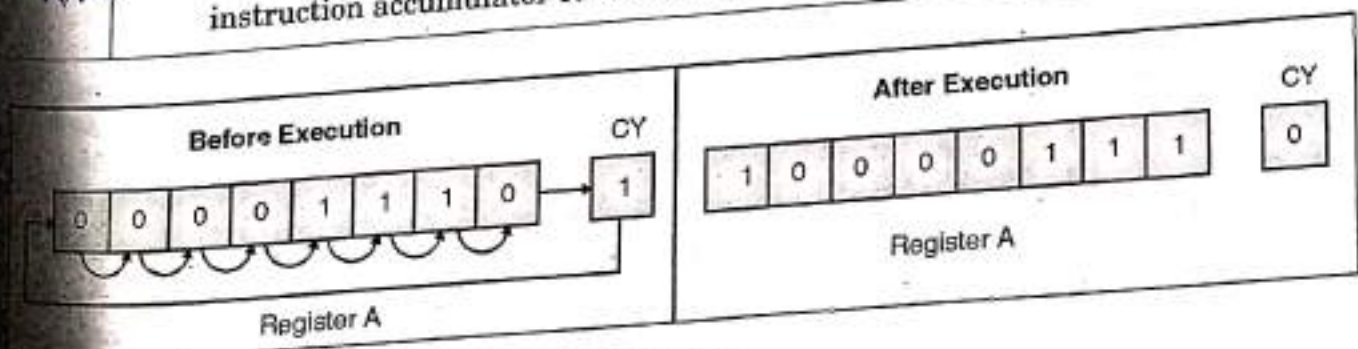 instruction
Before Execution
CY
0 0 0 0 1 1 1 0
1
Register A
After Execution
CY
1 0 0 0 0 1 1 1
0
Register A